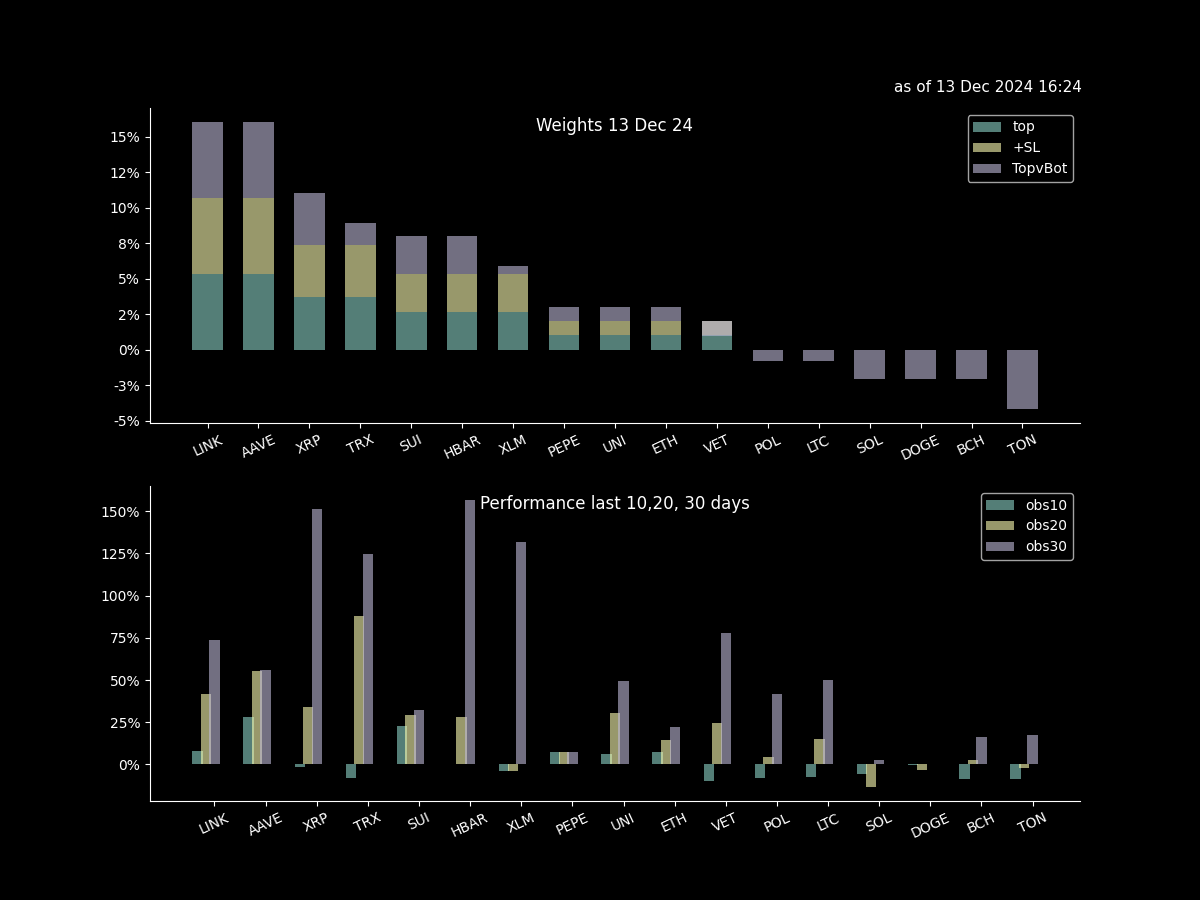 as of 13 Dec 2024 16:24
Weights 13 Dec 24
top
+SL
TopvBot
15%
12%
10%
8%
5%
2%
0%
-3%
-5%
LINK AAVE XRP TRX SUI HBAR XLM PEPE UNI ETH VET POL LTC SOL DOGE BCH TON
Performance last 10,20, 30 days
obs10
obs20
obs30
150%
125%
100%
75%
50%
25%
0%
LINK AAVE XRP TRX SUI HBAR XLM PEPE UNI ETH VET POL LTC SOL DOGE BCH TON